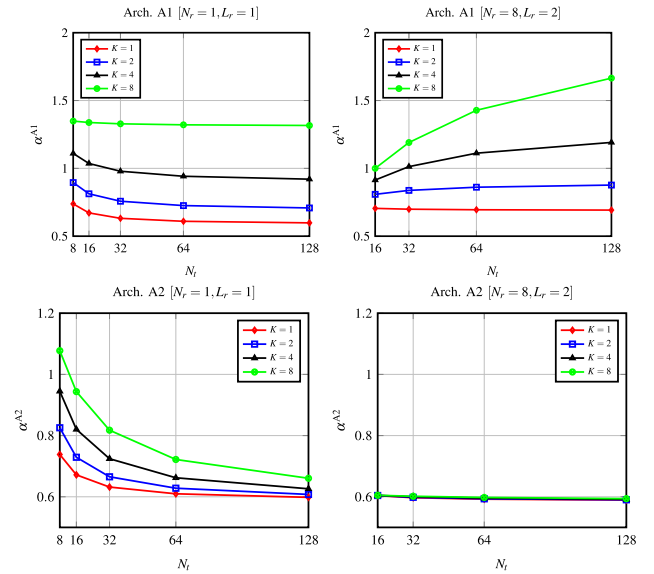 Arch. A1 [N_r = 1, L_r = 1]
2
1.5
1
0.5
α^A1
K = 1
K = 2
K = 4
K = 8
8 16 32 64 128
N_t
Arch. A1 [N_r = 8, L_r = 2]
2
1.5
1
0.5
α^A1
K = 1
K = 2
K = 4
K = 8
16 32 64 128
N_t
Arch. A2 [N_r = 1, L_r = 1]
1.2
1
0.8
0.6
α^A2
K = 1
K = 2
K = 4
K = 8
8 16 32 64 128
N_t
Arch. A2 [N_r = 8, L_r = 2]
1.2
1
0.8
0.6
α^A2
K = 1
K = 2
K = 4
K = 8
16 32 64 128
N_t